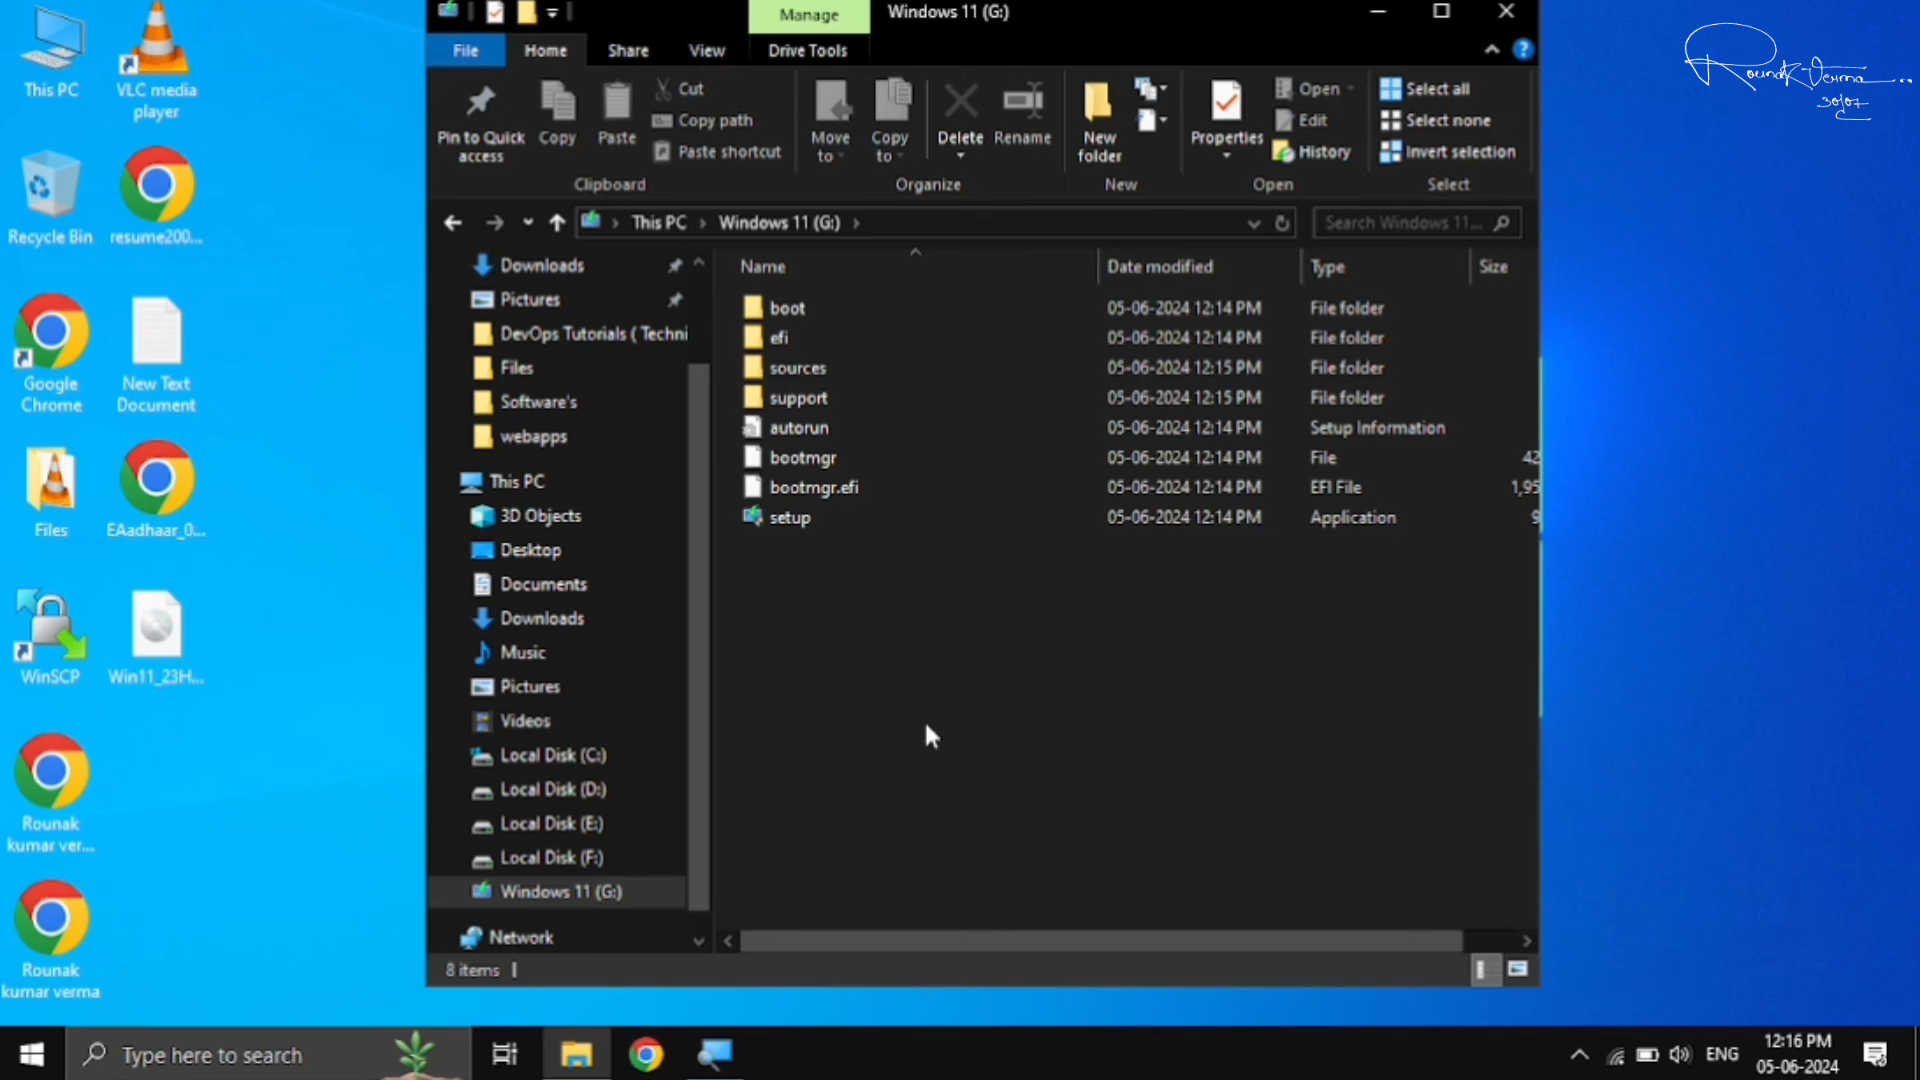 Manage
Windows 11 (G:)
File
Home
Share
View
Drive Tools
Pin to Quick
access
Copy
Paste
Cut
Copy path
Paste shortcut
Move
to
Copy
to
Delete
Rename
New
folder
Properties
Open
Edit
History
Select all
Select none
Invert selection
Clipboard
Organize
New
Open
Select
This PC
Windows 11 (G:)
Search Windows 11...
Downloads
Pictures
DevOps Tutorials ( Techni
Files
Software's
webapps
This PC
3D Objects
Desktop
Documents
Downloads
Music
Pictures
Videos
Local Disk (C:)
Local Disk (D:)
Local Disk (E:)
Local Disk (F:)
Windows 11 (G:)
Network
Name Date modified Type Size
boot 05-06-2024 12:14 PM File folder
efi 05-06-2024 12:14 PM File folder
sources 05-06-2024 12:15 PM File folder
support 05-06-2024 12:15 PM File folder
autorun 05-06-2024 12:14 PM Setup Information
bootmgr 05-06-2024 12:14 PM File 42
bootmgr.efi 05-06-2024 12:14 PM EFI File 1,95
setup 05-06-2024 12:14 PM Application 9
8 items
This PC
VLC media
player
Recycle Bin
resume200...
Google
Chrome
New Text
Document
Files
EAadhaar_0...
WinSCP
Win11_23H...
Rounak
kumar ver...
Rounak
kumar verma
Rounak Verma
Type here to search
ENG
12:16 PM
05-06-2024